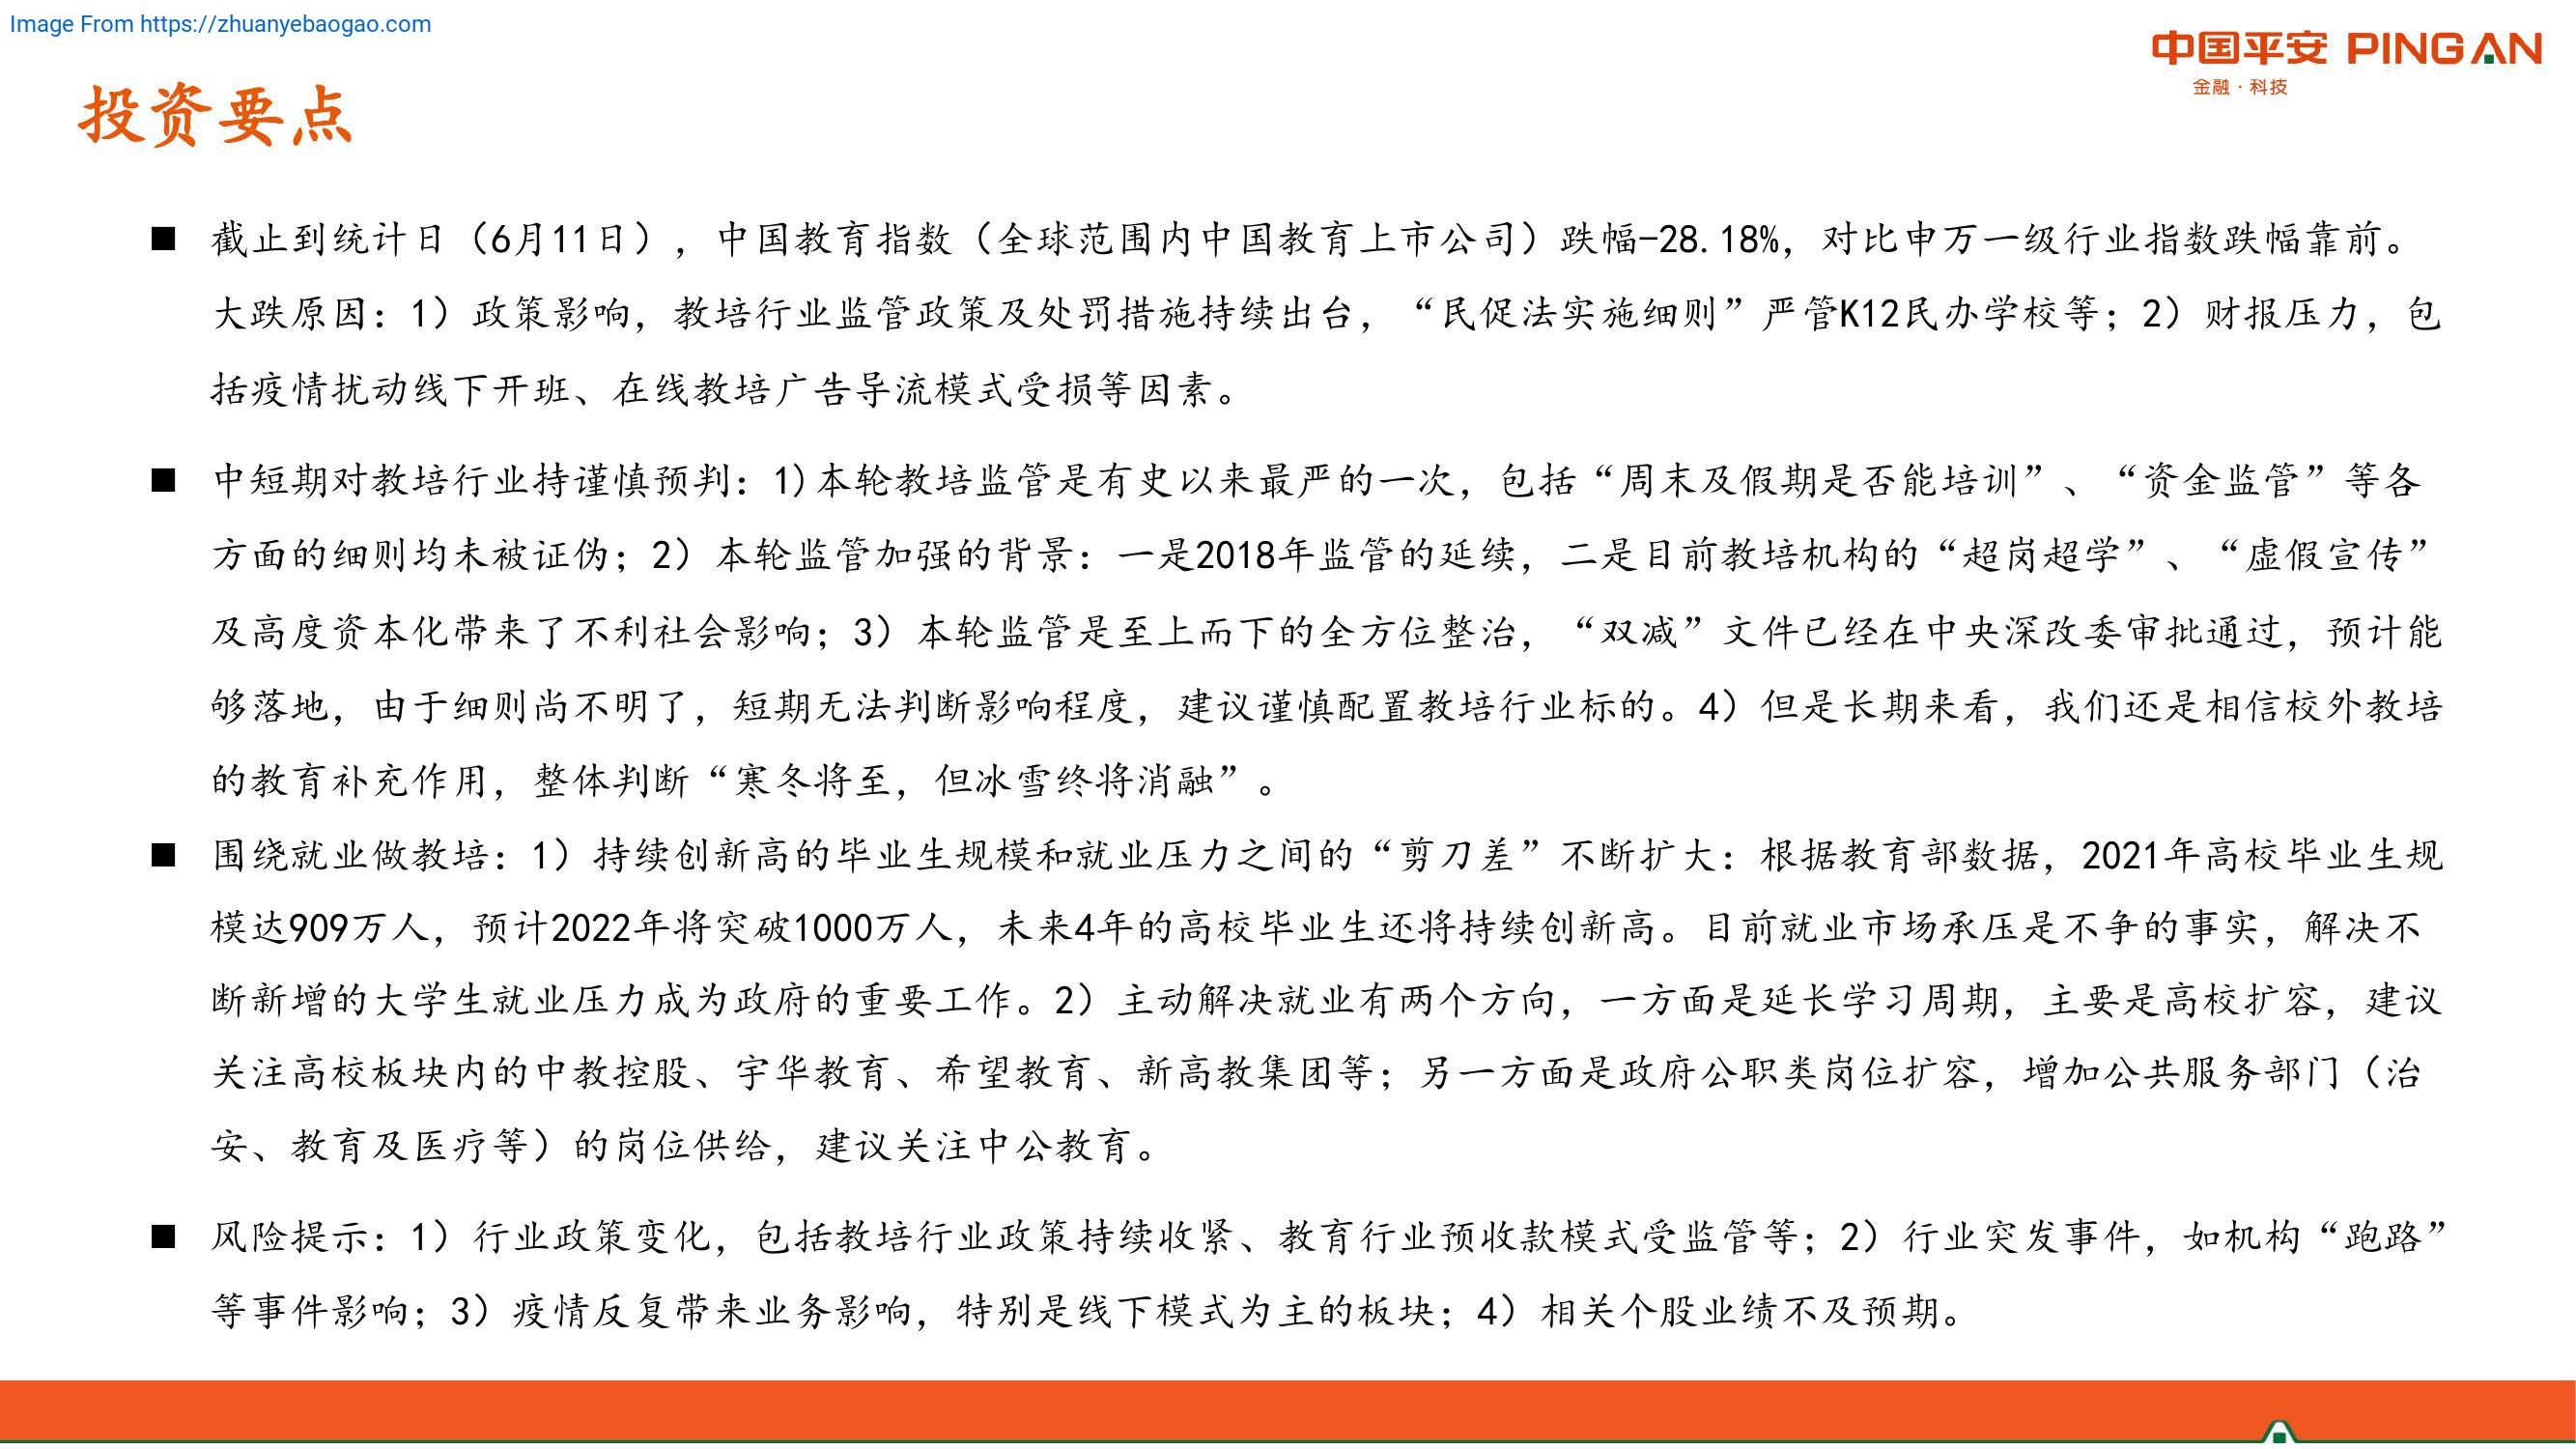 Image From https://zhuanyebaogao.com
中国平安 PING AN
金融·科技
投资要点
■ 截止到统计日（6月11日），中国教育指数（全球范围内中国教育上市公司）跌幅-28.18%，对比申万一级行业指数跌幅靠前。
大跌原因：1）政策影响，教培行业监管政策及处罚措施持续出台，“民促法实施细则”严管K12民办学校等；2）财报压力，包
括疫情扰动线下开班、在线教培广告导流模式受损等因素。
■ 中短期对教培行业持谨慎预判：1)本轮教培监管是有史以来最严的一次，包括“周末及假期是否能培训”、“资金监管”等各
方面的细则均未被证伪；2）本轮监管加强的背景：一是2018年监管的延续，二是目前教培机构的“超岗超学”、“虚假宣传”
及高度资本化带来了不利社会影响；3）本轮监管是至上而下的全方位整治，“双减”文件已经在中央深改委审批通过，预计能
够落地，由于细则尚不明了，短期无法判断影响程度，建议谨慎配置教培行业标的。4）但是长期来看，我们还是相信校外教培
的教育补充作用，整体判断“寒冬将至，但冰雪终将消融”。
■ 围绕就业做教培：1）持续创新高的毕业生规模和就业压力之间的“剪刀差”不断扩大：根据教育部数据，2021年高校毕业生规
模达909万人，预计2022年将突破1000万人，未来4年的高校毕业生还将持续创新高。目前就业市场承压是不争的事实，解决不
断新增的大学生就业压力成为政府的重要工作。2）主动解决就业有两个方向，一方面是延长学习周期，主要是高校扩容，建议
关注高校板块内的中教控股、宇华教育、希望教育、新高教集团等；另一方面是政府公职类岗位扩容，增加公共服务部门（治
安、教育及医疗等）的岗位供给，建议关注中公教育。
■ 风险提示：1）行业政策变化，包括教培行业政策持续收紧、教育行业预收款模式受监管等；2）行业突发事件，如机构“跑路”
等事件影响；3）疫情反复带来业务影响，特别是线下模式为主的板块；4）相关个股业绩不及预期。